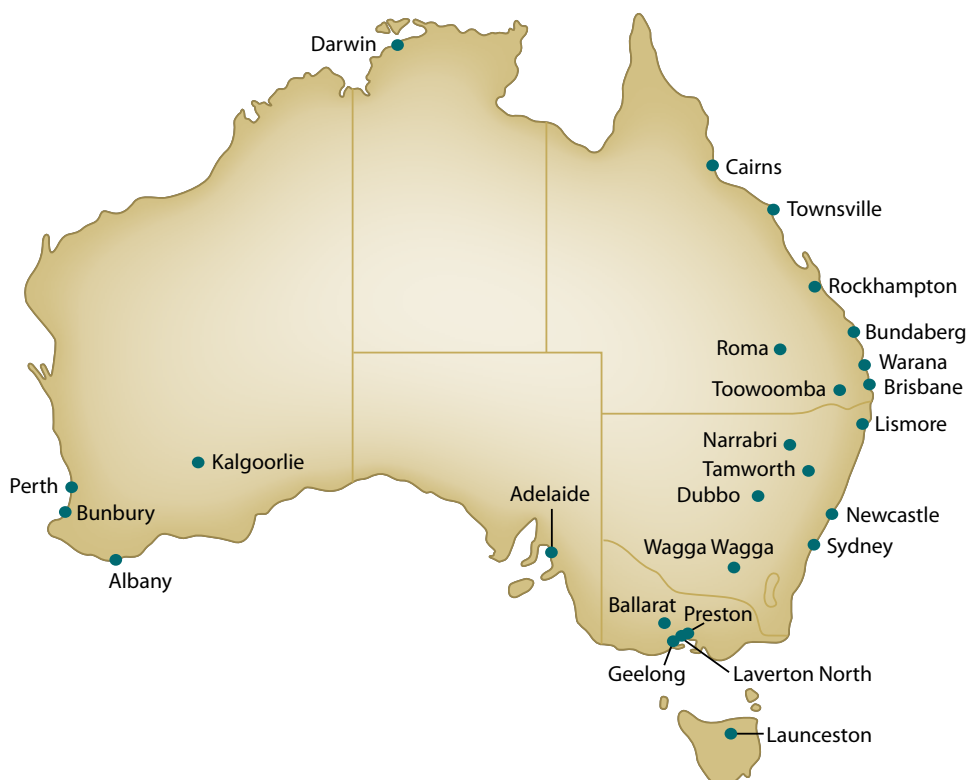 Darwin
Cairns
Townsville
Rockhampton
Bundaberg
Roma
Warana
Toowoomba
Brisbane
Lismore
Narrabri
Kalgoorlie
Tamworth
Perth
Adelaide
Dubbo
Bunbury
Newcastle
Sydney
Wagga Wagga
Albany
Ballarat
Preston
Geelong
Laverton North
Launceston